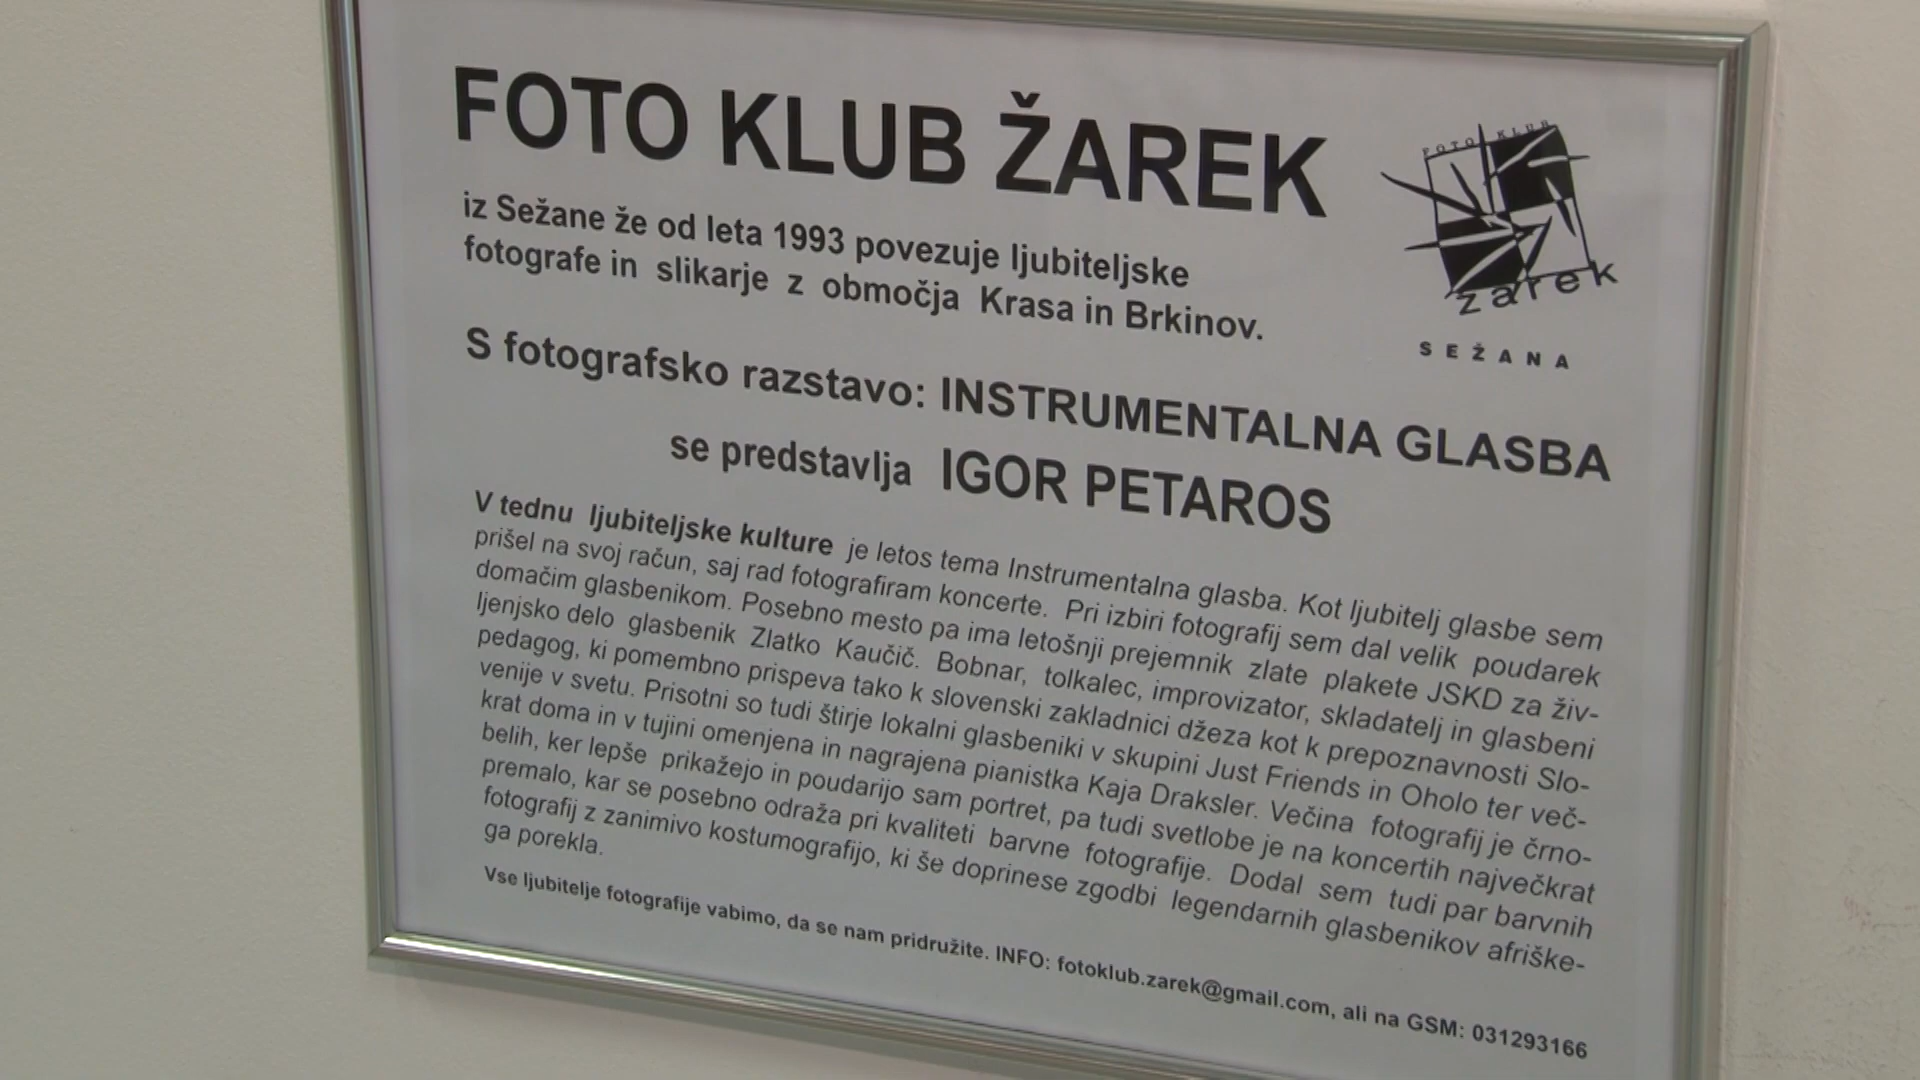 FOTO KLUB ŽAREK
iz Sežane že od leta 1993 povezuje ljubiteljske
fotografe in slikarje z območja Krasa in Brkinov.
FOTO KLUB
žarek
SEŽANA
S fotografsko razstavo: INSTRUMENTALNA GLASBA
se predstavlja IGOR PETAROS
V tednu ljubiteljske kulture je letos tema Instrumentalna glasba. Kot ljubitelj glasbe sem
prišel na svoj račun, saj rad fotografiram koncerte. Pri izbiri fotografij sem dal velik poudarek
domačim glasbenikom. Posebno mesto pa ima letošnji prejemnik zlate plakete JSKD za živ-
ljenjsko delo glasbenik Zlatko Kaučič. Bobnar, tolkalec, improvizator, skladatelj in glasbeni
pedagog, ki pomembno prispeva tako k slovenski zakladnici džeza kot k prepoznavnosti Slo-
venije v svetu. Prisotni so tudi štirje lokalni glasbeniki v skupini Just Friends in Oholo ter več-
krat doma in v tujini omenjena in nagrajena pianistka Kaja Draksler. Večina fotografij je črno-
belih, ker lepše prikažejo in poudarijo sam portret, pa tudi svetlobe je na koncertih največkrat
premalo, kar se posebno odraža pri kvaliteti barvne fotografije. Dodal sem tudi par barvnih
fotografij z zanimivo kostumografijo, ki še doprinese zgodbi legendarnih glasbenikov afriške-
ga porekla.
Vse ljubitelje fotografije vabimo, da se nam pridružite. INFO: fotoklub.zarek@gmail.com, ali na GSM: 031293166